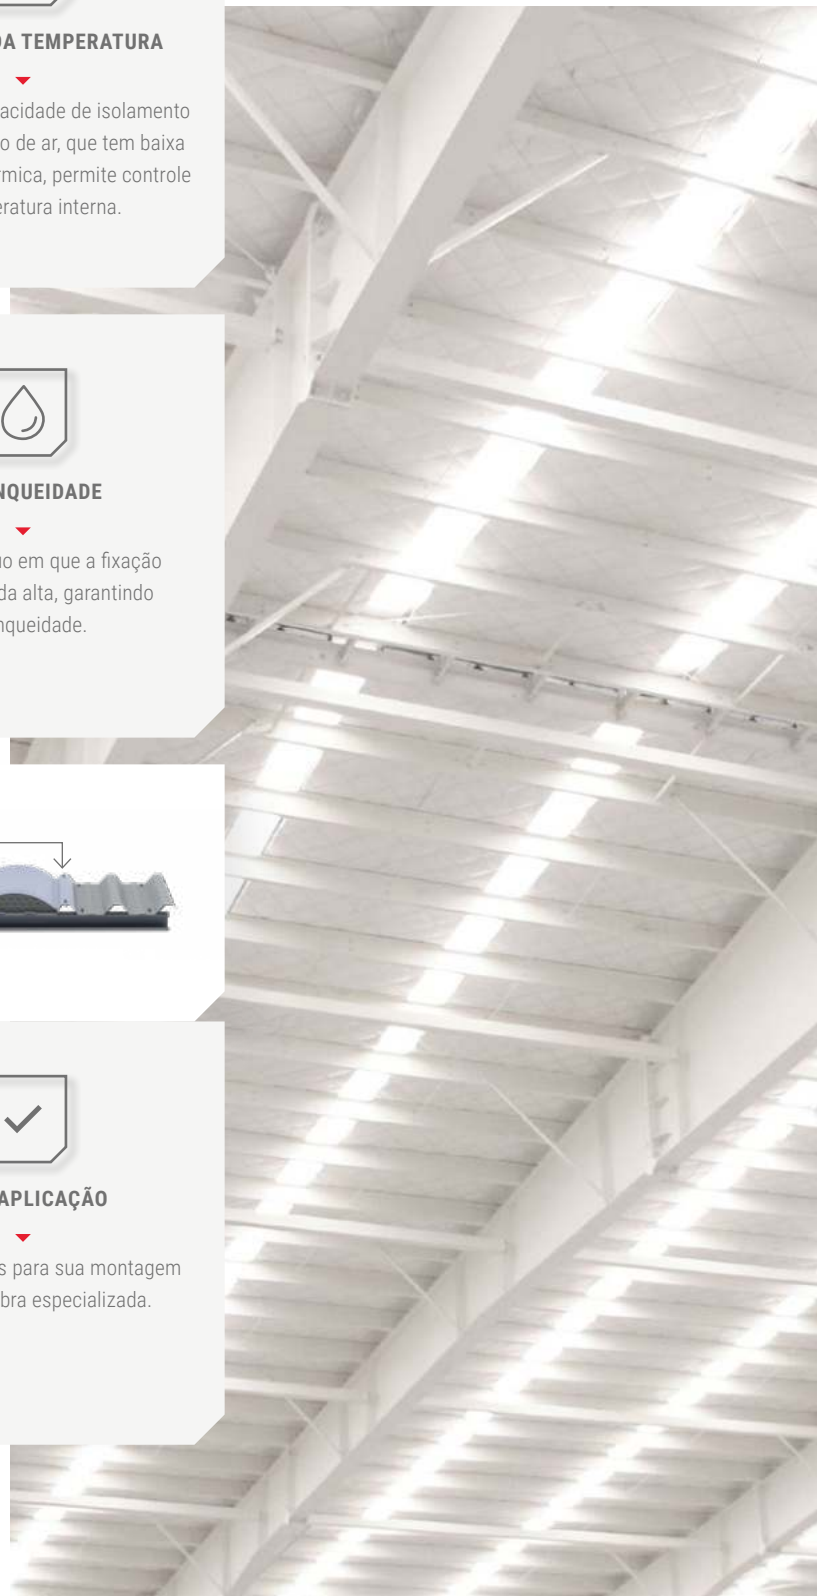 DA TEMPERATURA
acidade de isolamento
o de ar, que tem baixa
rmica, permite controle
eratura interna.
NQUEIDADE
uo em que a fixação
da alta, garantindo
nqueidade.
APLICAÇÃO
s para sua montagem
bra especializada.